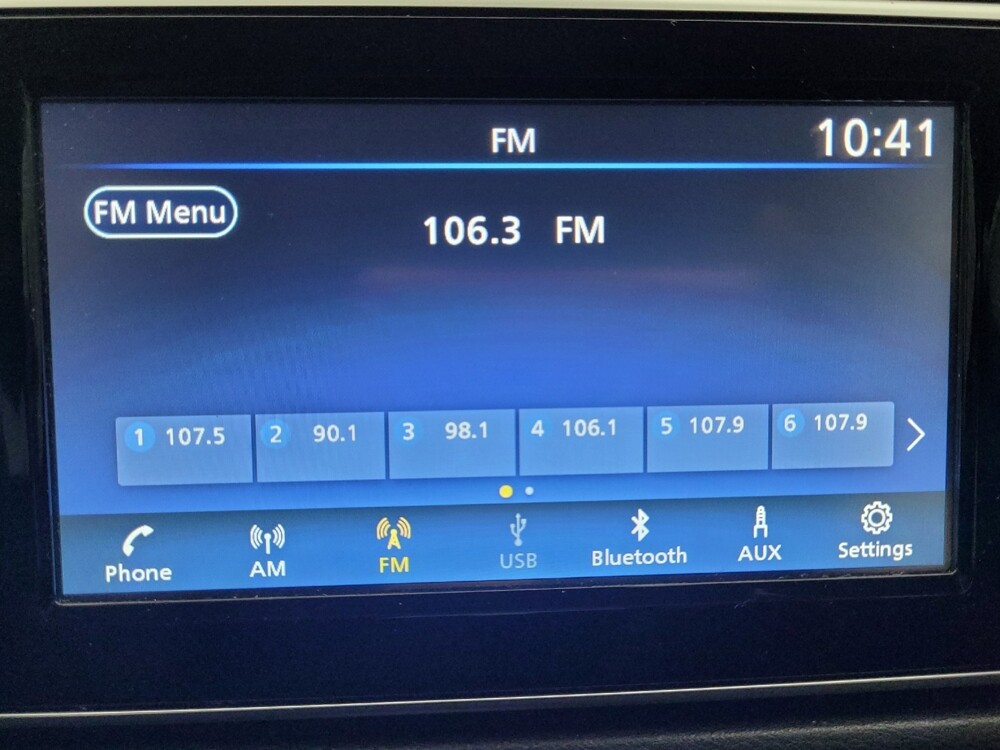 FM 10:41
FM Menu
106.3 FM
1 107.5 2 90.1 3 98.1 4 106.1 5 107.9 6 107.9
Phone AM FM USB Bluetooth AUX Settings